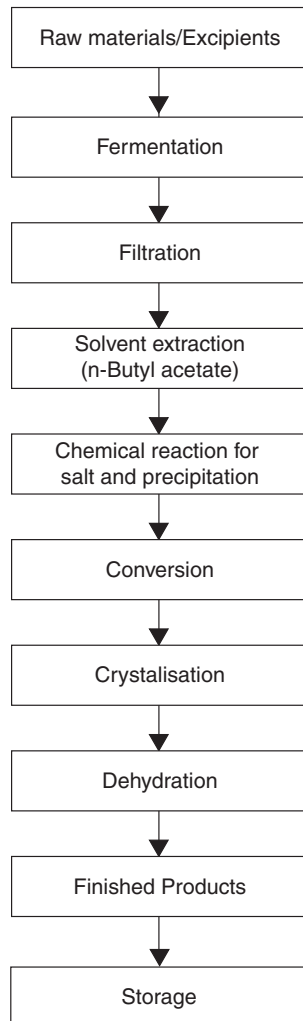 Raw materials/Excipients
Fermentation
Filtration
Solvent extraction
(n-Butyl acetate)
Chemical reaction for
salt and precipitation
Conversion
Crystalisation
Dehydration
Finished Products
Storage